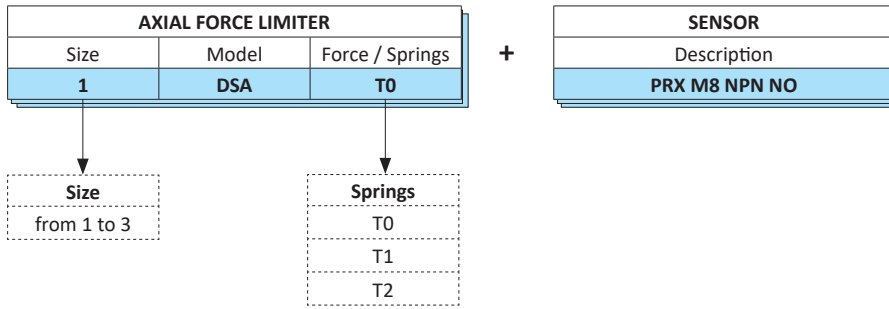 AXIAL FORCE LIMITER
Size Model Force / Springs
1 DSA T0
+
SENSOR
Description
PRX M8 NPN NO
Size
from 1 to 3
Springs
T0
T1
T2